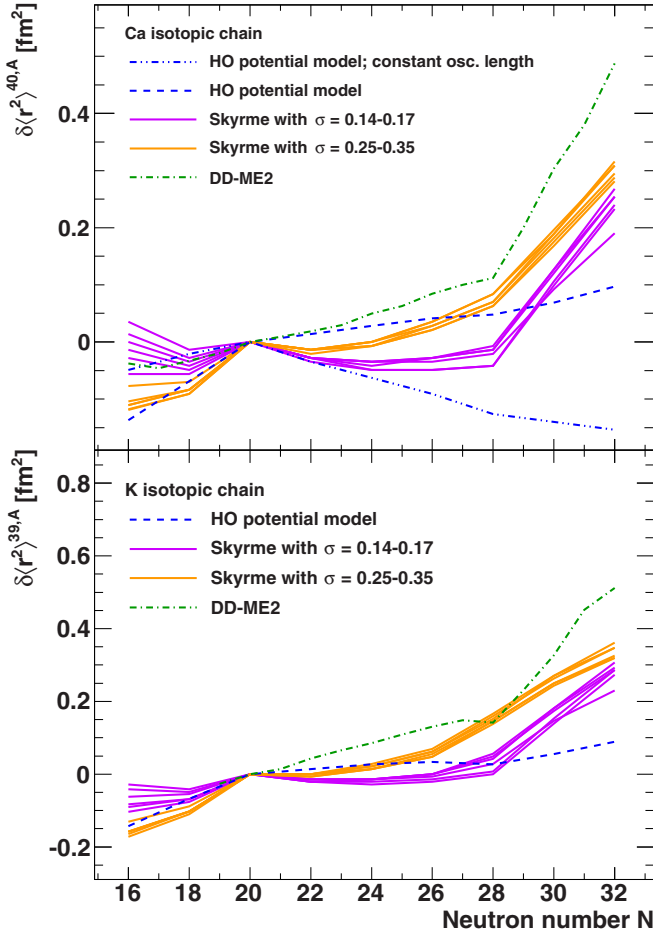 Ca isotopic chain
HO potential model; constant osc. length
HO potential model
Skyrme with σ = 0.14-0.17
Skyrme with σ = 0.25-0.35
DD-ME2
δ⟨r²⟩⁴⁰,ᴬ [fm²]
0.4
0.2
0
K isotopic chain
HO potential model
Skyrme with σ = 0.14-0.17
Skyrme with σ = 0.25-0.35
DD-ME2
δ⟨r²⟩³⁹,ᴬ [fm²]
0.8
0.6
0.4
0.2
0
-0.2
16 18 20 22 24 26 28 30 32
Neutron number N